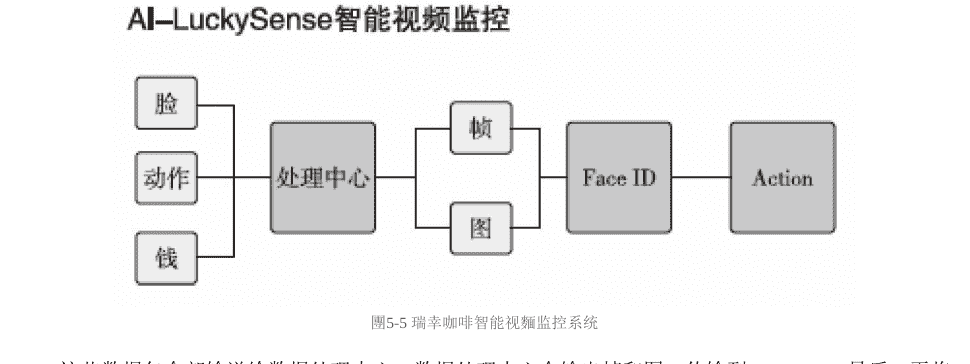 AI–LuckySense智能视频监控
脸
动作
钱
处理中心
帧
图
Face ID
Action
圖5-5 瑞幸咖啡智能视麵监控系统